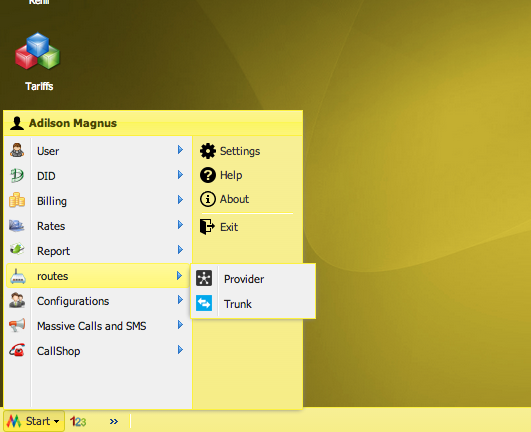 Tariffs
Adilson Magnus
User
DID
Billing
Rates
Report
routes
Configurations
Massive Calls and SMS
CallShop
Settings
Help
About
Exit
Provider
Trunk
Start
123
»